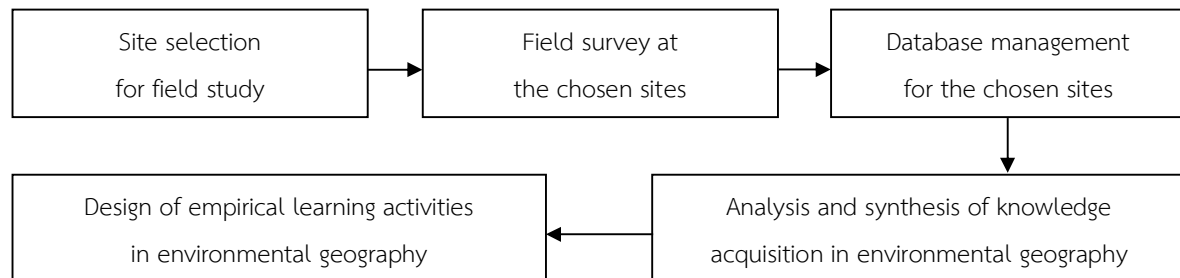 Site selection
for field study
Field survey at
the chosen sites
Database management
for the chosen sites
Analysis and synthesis of knowledge
acquisition in environmental geography
Design of empirical learning activities
in environmental geography